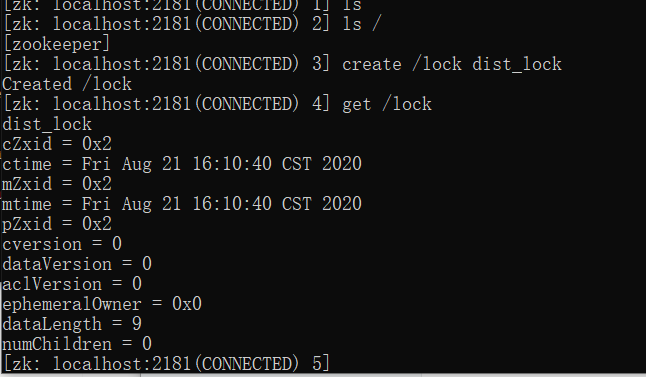 [zk: localhost:2181(CONNECTED) 1] ls
[zk: localhost:2181(CONNECTED) 2] ls /
[zookeeper]
[zk: localhost:2181(CONNECTED) 3] create /lock dist_lock
Created /lock
[zk: localhost:2181(CONNECTED) 4] get /lock
dist_lock
cZxid = 0x2
ctime = Fri Aug 21 16:10:40 CST 2020
mZxid = 0x2
mtime = Fri Aug 21 16:10:40 CST 2020
pZxid = 0x2
cversion = 0
dataVersion = 0
aclVersion = 0
ephemeralOwner = 0x0
dataLength = 9
numChildren = 0
[zk: localhost:2181(CONNECTED) 5]